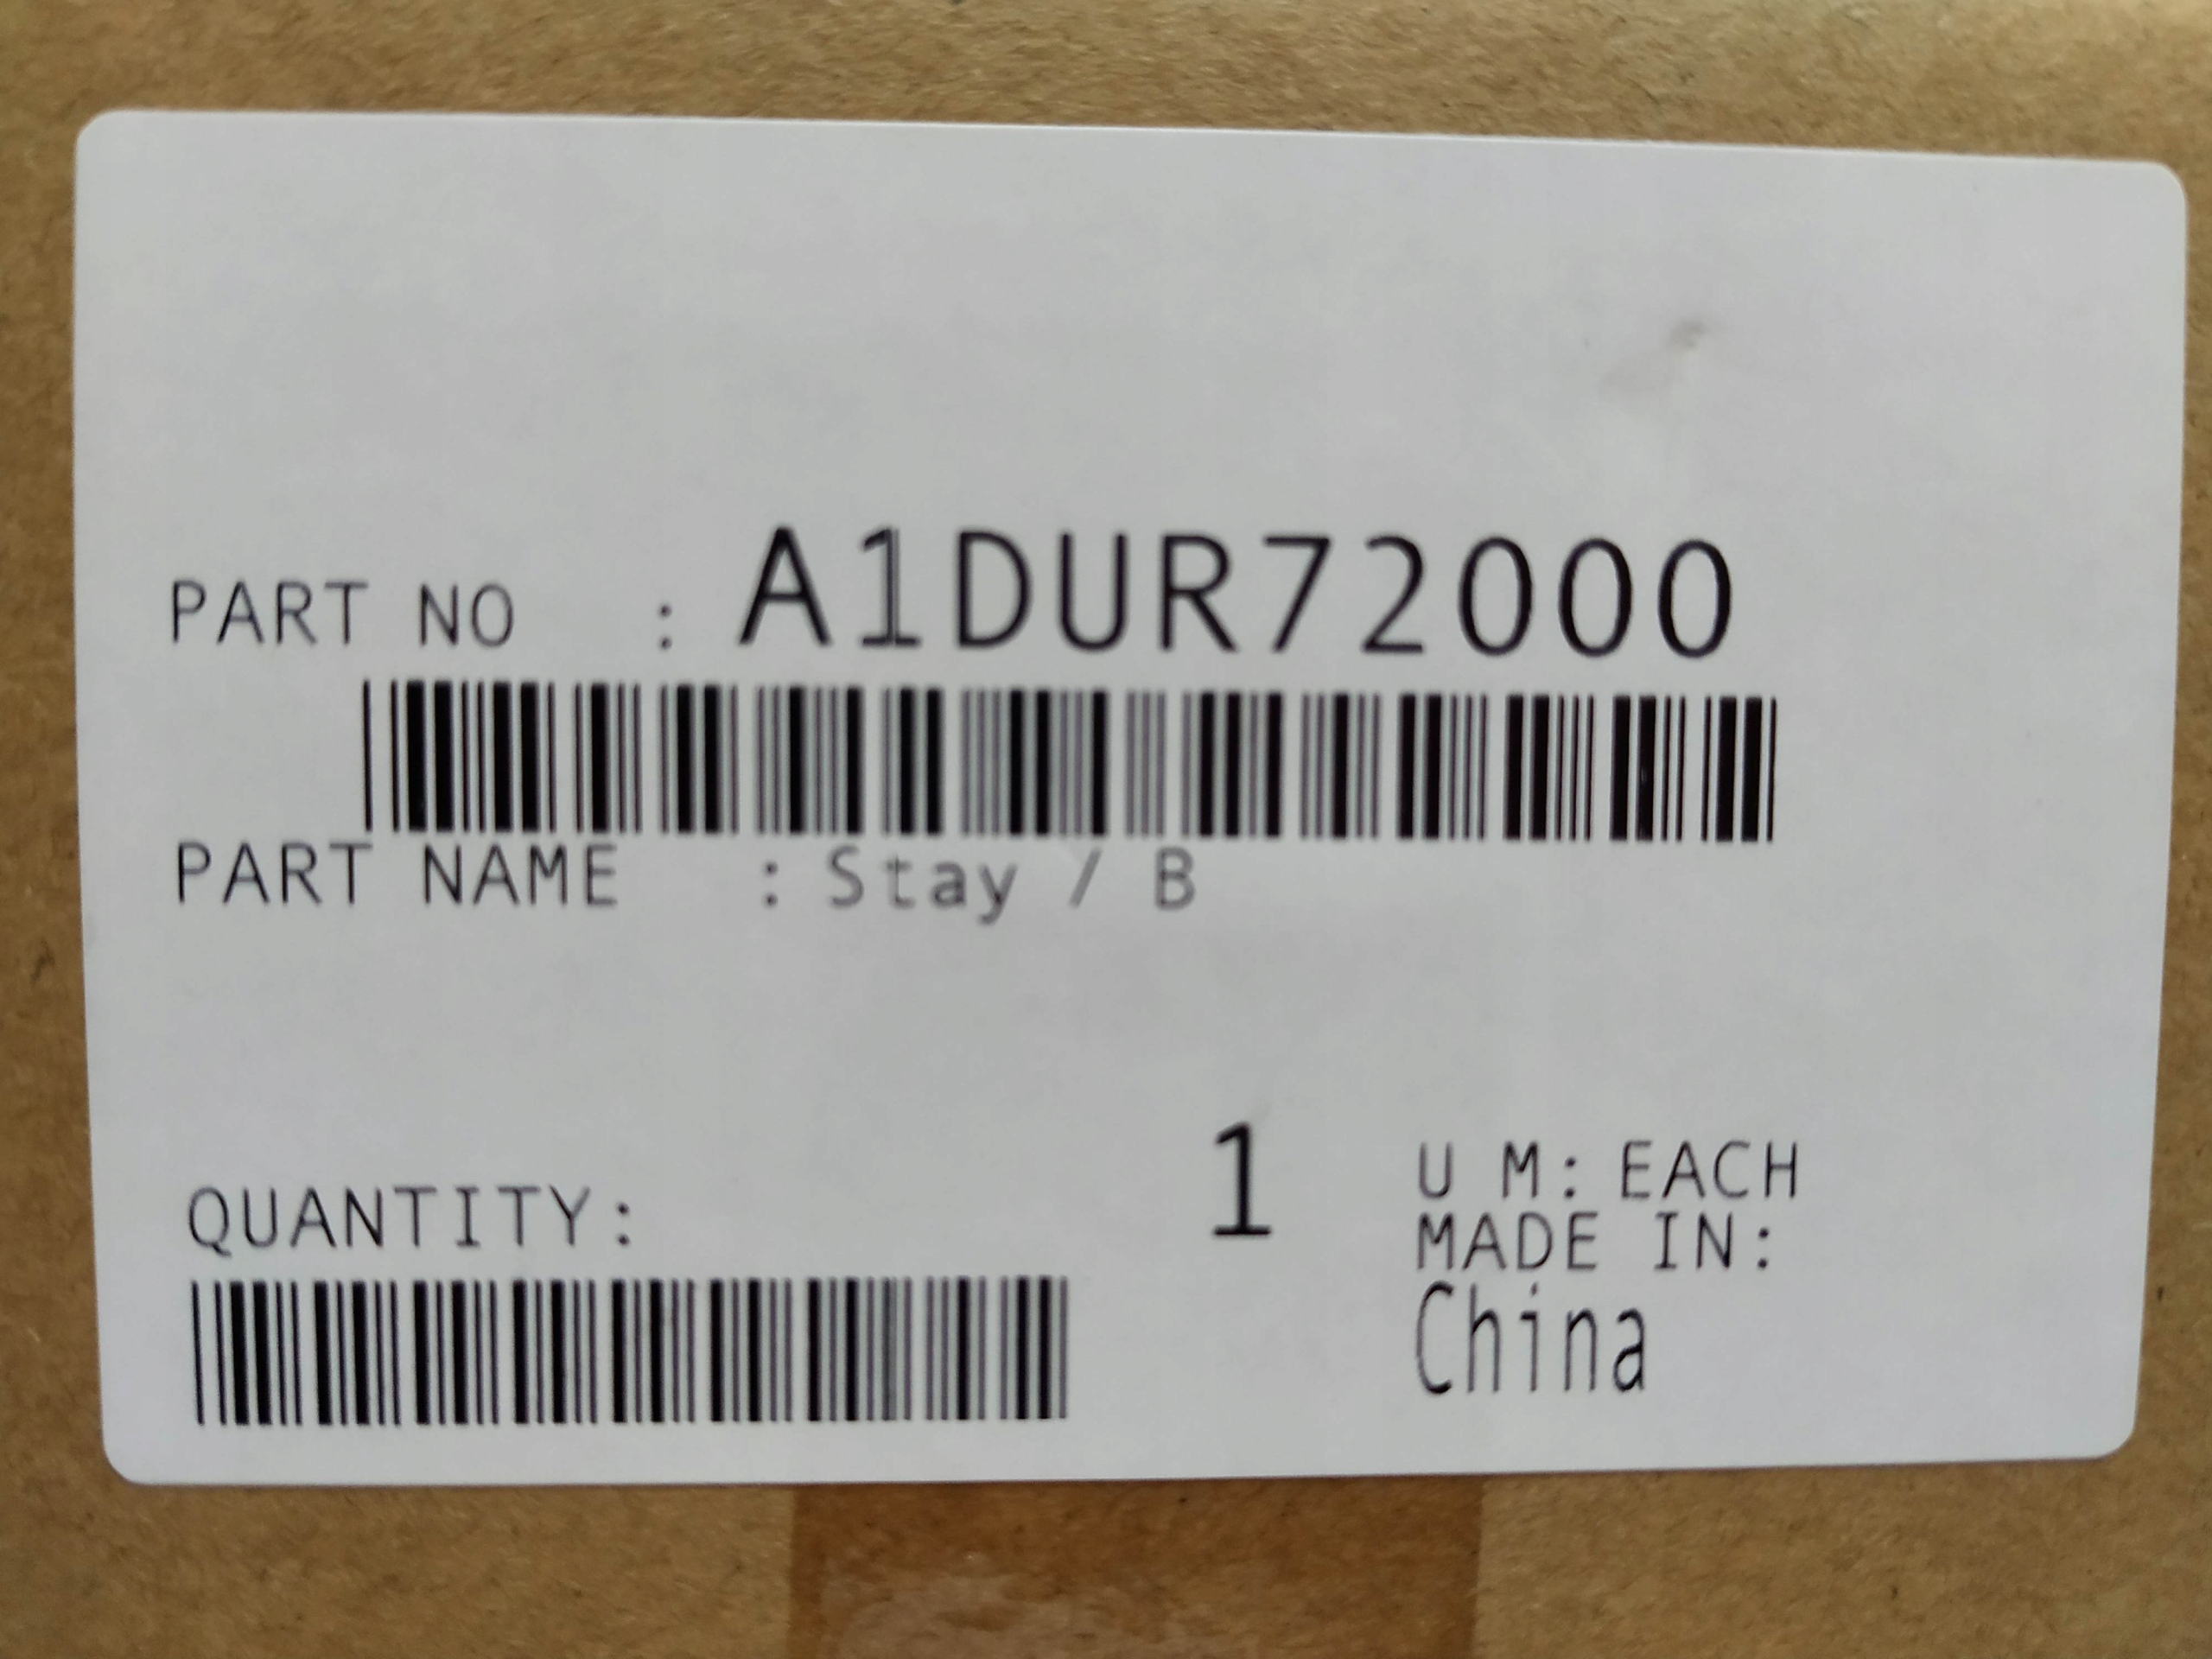 PART NO : A1DUR72000
PART NAME : Stay / B
QUANTITY: 1
U M: EACH
MADE IN:
China